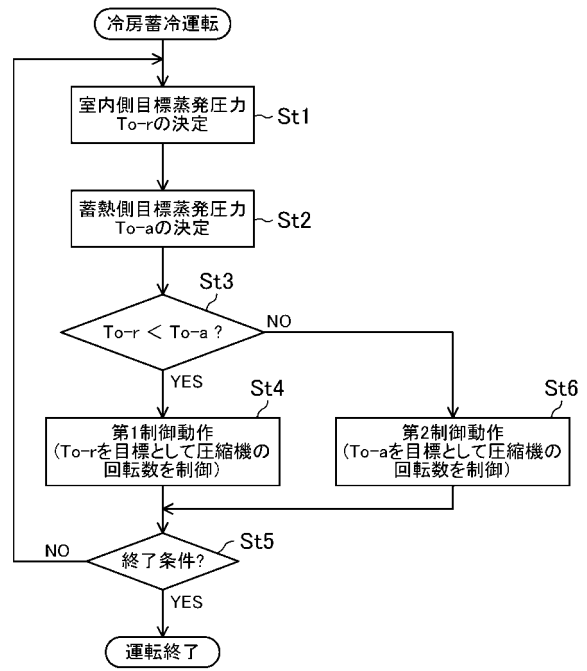 冷房蓄冷運転
室内側目標蒸発圧力
To-rの決定
St1
蓄熱側目標蒸発圧力
To-aの決定
St2
St3
To-r < To-a ?
NO
YES
St4
第1制御動作
(To-rを目標として圧縮機の
回転数を制御)
St6
第2制御動作
(To-aを目標として圧縮機の
回転数を制御)
St5
終了条件?
NO
YES
運転終了